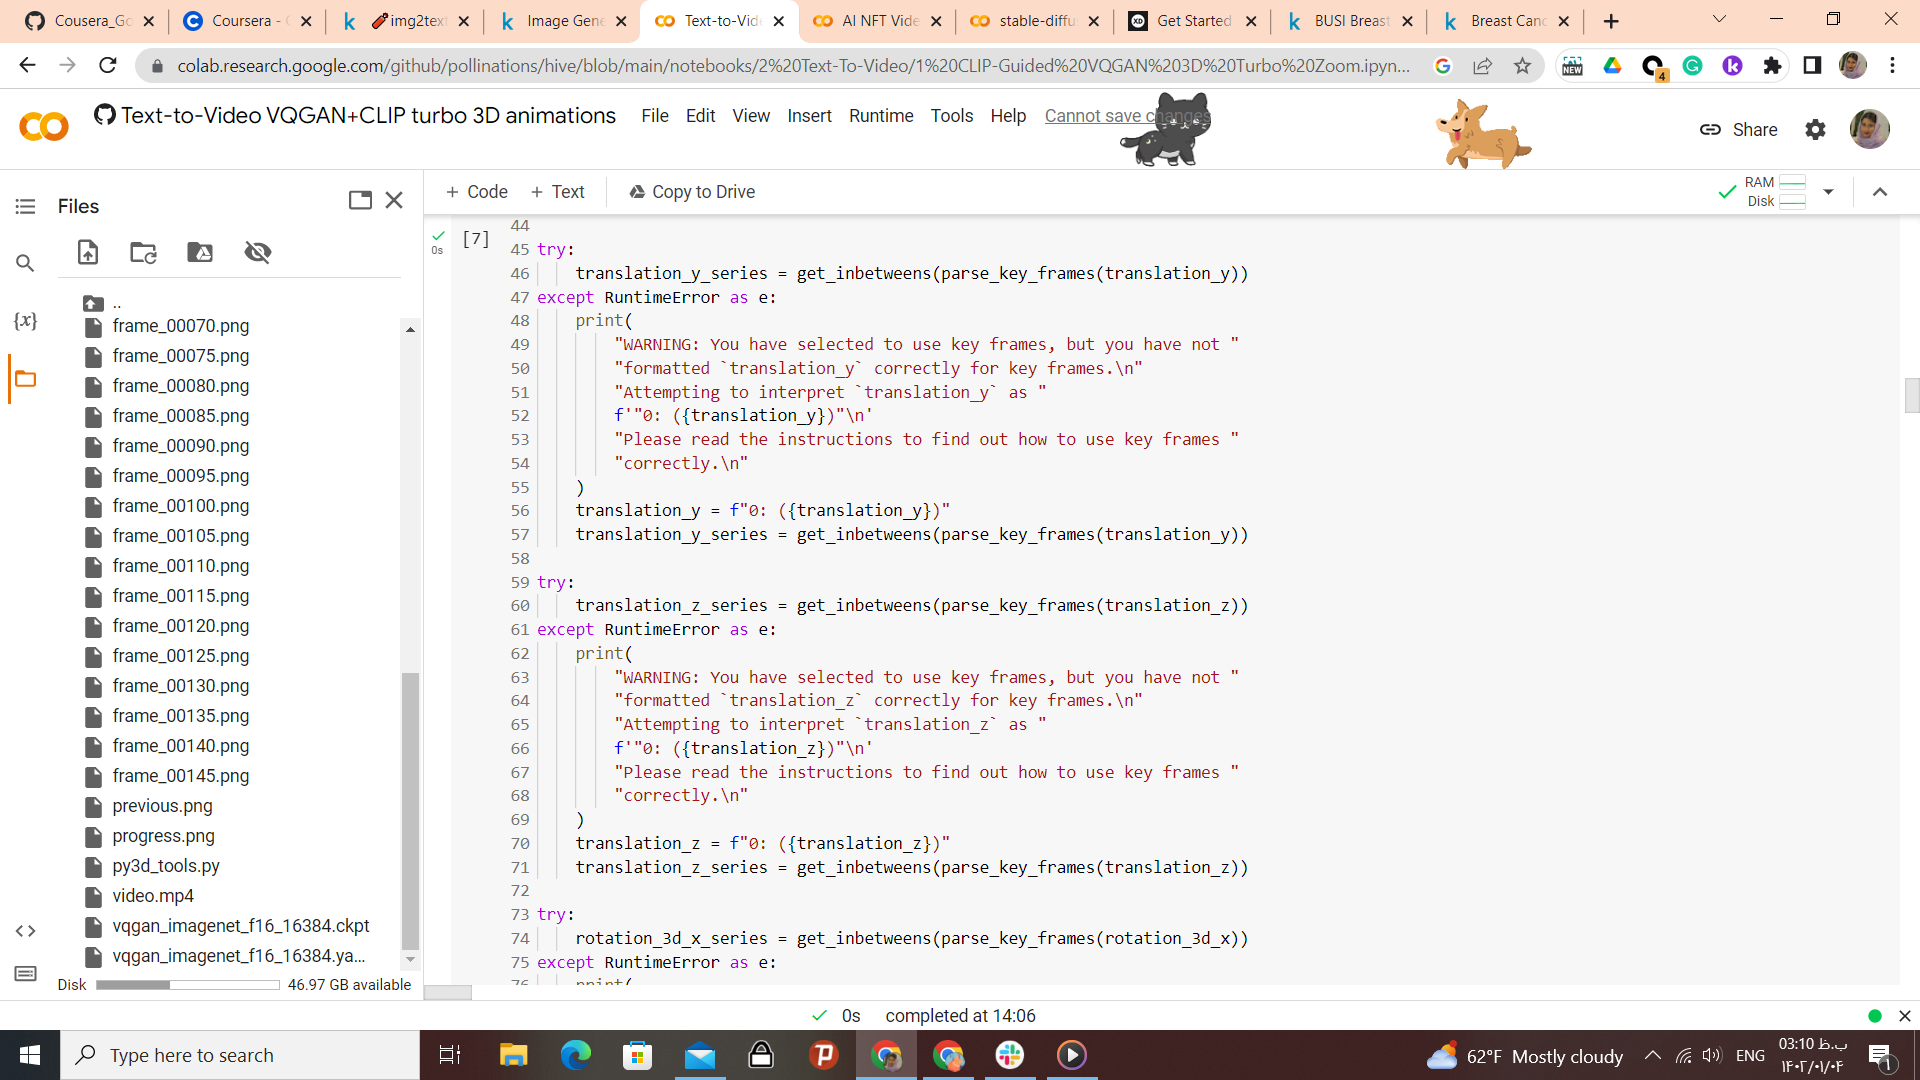 Cousera_Go
Coursera -
img2text
Image Gene
Text-to-Vide
AI NFT Vide
stable-diffu
Get Started
BUSI Breast
Breast Canc
colab.research.google.com/github/pollinations/hive/blob/main/notebooks/2%20Text-To-Video/1%20CLIP-Guided%20VQGAN%203D%20Turbo%20Zoom.ipyn...
NEW
4
Text-to-Video VQGAN+CLIP turbo 3D animations
File Edit View Insert Runtime Tools Help Cannot save changes
Share
Files
+ Code + Text Copy to Drive
RAM
Disk
..
frame_00070.png
frame_00075.png
frame_00080.png
frame_00085.png
frame_00090.png
frame_00095.png
frame_00100.png
frame_00105.png
frame_00110.png
frame_00115.png
frame_00120.png
frame_00125.png
frame_00130.png
frame_00135.png
frame_00140.png
frame_00145.png
previous.png
progress.png
py3d_tools.py
video.mp4
vqgan_imagenet_f16_16384.ckpt
vqgan_imagenet_f16_16384.ya...
Disk 46.97 GB available
0s
[7]
44
45 try:
46 translation_y_series = get_inbetweens(parse_key_frames(translation_y))
47 except RuntimeError as e:
48 print(
49 "WARNING: You have selected to use key frames, but you have not "
50 "formatted `translation_y` correctly for key frames.\n"
51 "Attempting to interpret `translation_y` as "
52 f'"0: ({translation_y})"\n'
53 "Please read the instructions to find out how to use key frames "
54 "correctly.\n"
55 )
56 translation_y = f"0: ({translation_y})"
57 translation_y_series = get_inbetweens(parse_key_frames(translation_y))
58
59 try:
60 translation_z_series = get_inbetweens(parse_key_frames(translation_z))
61 except RuntimeError as e:
62 print(
63 "WARNING: You have selected to use key frames, but you have not "
64 "formatted `translation_z` correctly for key frames.\n"
65 "Attempting to interpret `translation_z` as "
66 f'"0: ({translation_z})"\n'
67 "Please read the instructions to find out how to use key frames "
68 "correctly.\n"
69 )
70 translation_z = f"0: ({translation_z})"
71 translation_z_series = get_inbetweens(parse_key_frames(translation_z))
72
73 try:
74 rotation_3d_x_series = get_inbetweens(parse_key_frames(rotation_3d_x))
75 except RuntimeError as e:
76 print(
0s completed at 14:06
Type here to search
62°F Mostly cloudy
ENG
03:10 ب.ظ
۱۴۰۲/۰۱/۰۴
۱